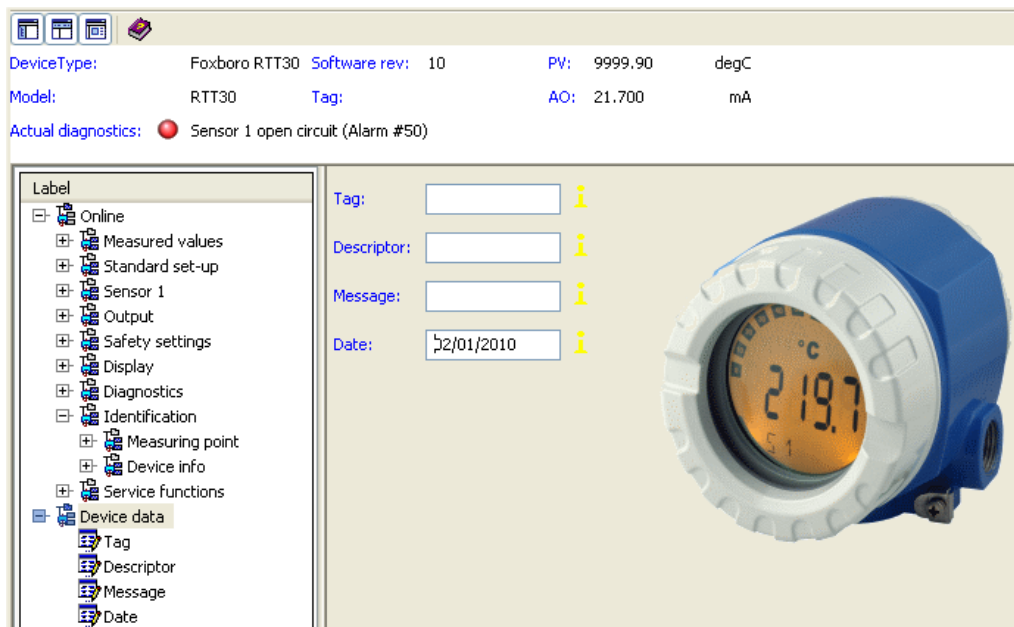 DeviceType: Foxboro RTT30 Software rev: 10 PV: 9999.90 degC
Model: RTT30 Tag: AO: 21.700 mA
Actual diagnostics: Sensor 1 open circuit (Alarm #50)
Label
Online
Measured values
Standard set-up
Sensor 1
Output
Safety settings
Display
Diagnostics
Identification
Measuring point
Device info
Service functions
Device data
Tag
Descriptor
Message
Date
Tag:
Descriptor:
Message:
Date: 02/01/2010
°C
219.7
S1